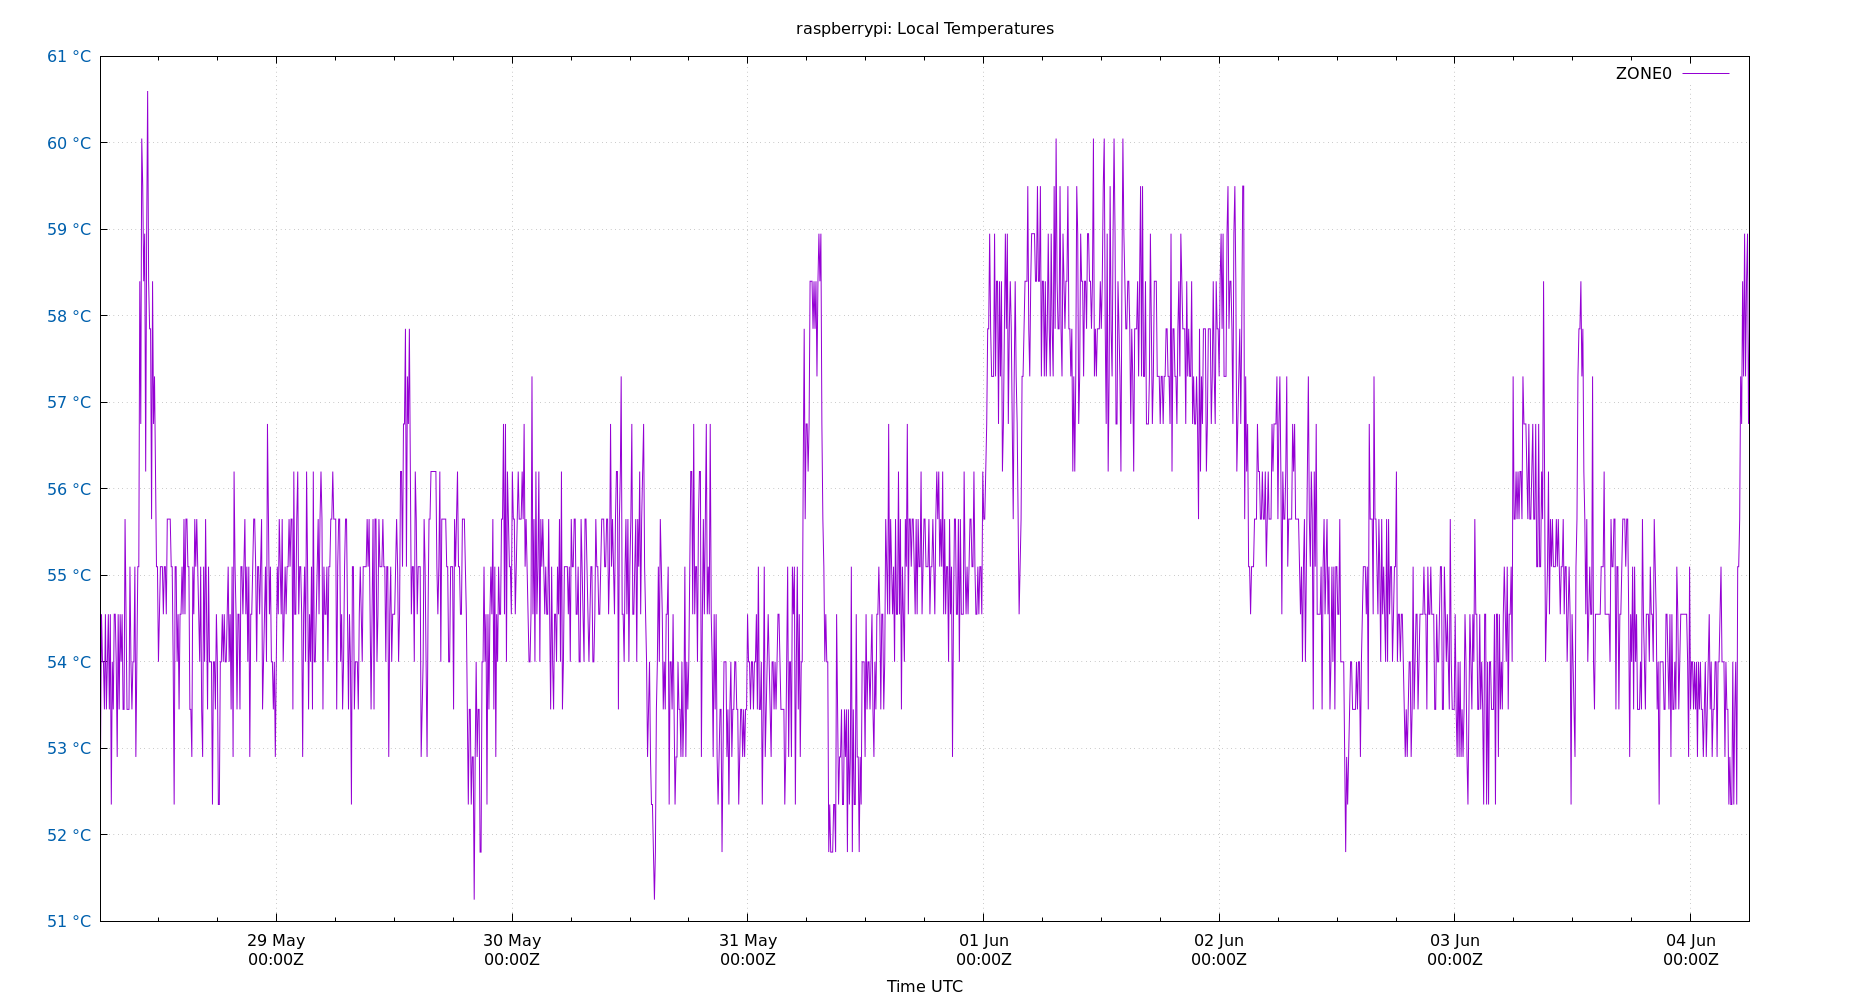 raspberrypi: Local Temperatures
61 °C
ZONE0
60 °C
59 °C
58 °C
57 °C
56 °C
55 °C
54 °C
53 °C
52 °C
51 °C
29 May 30 May 31 May 01 Jun 02 Jun 03 Jun 04 Jun
00:00Z 00:00Z 00:00Z 00:00Z 00:00Z 00:00Z 00:00Z
Time UTC